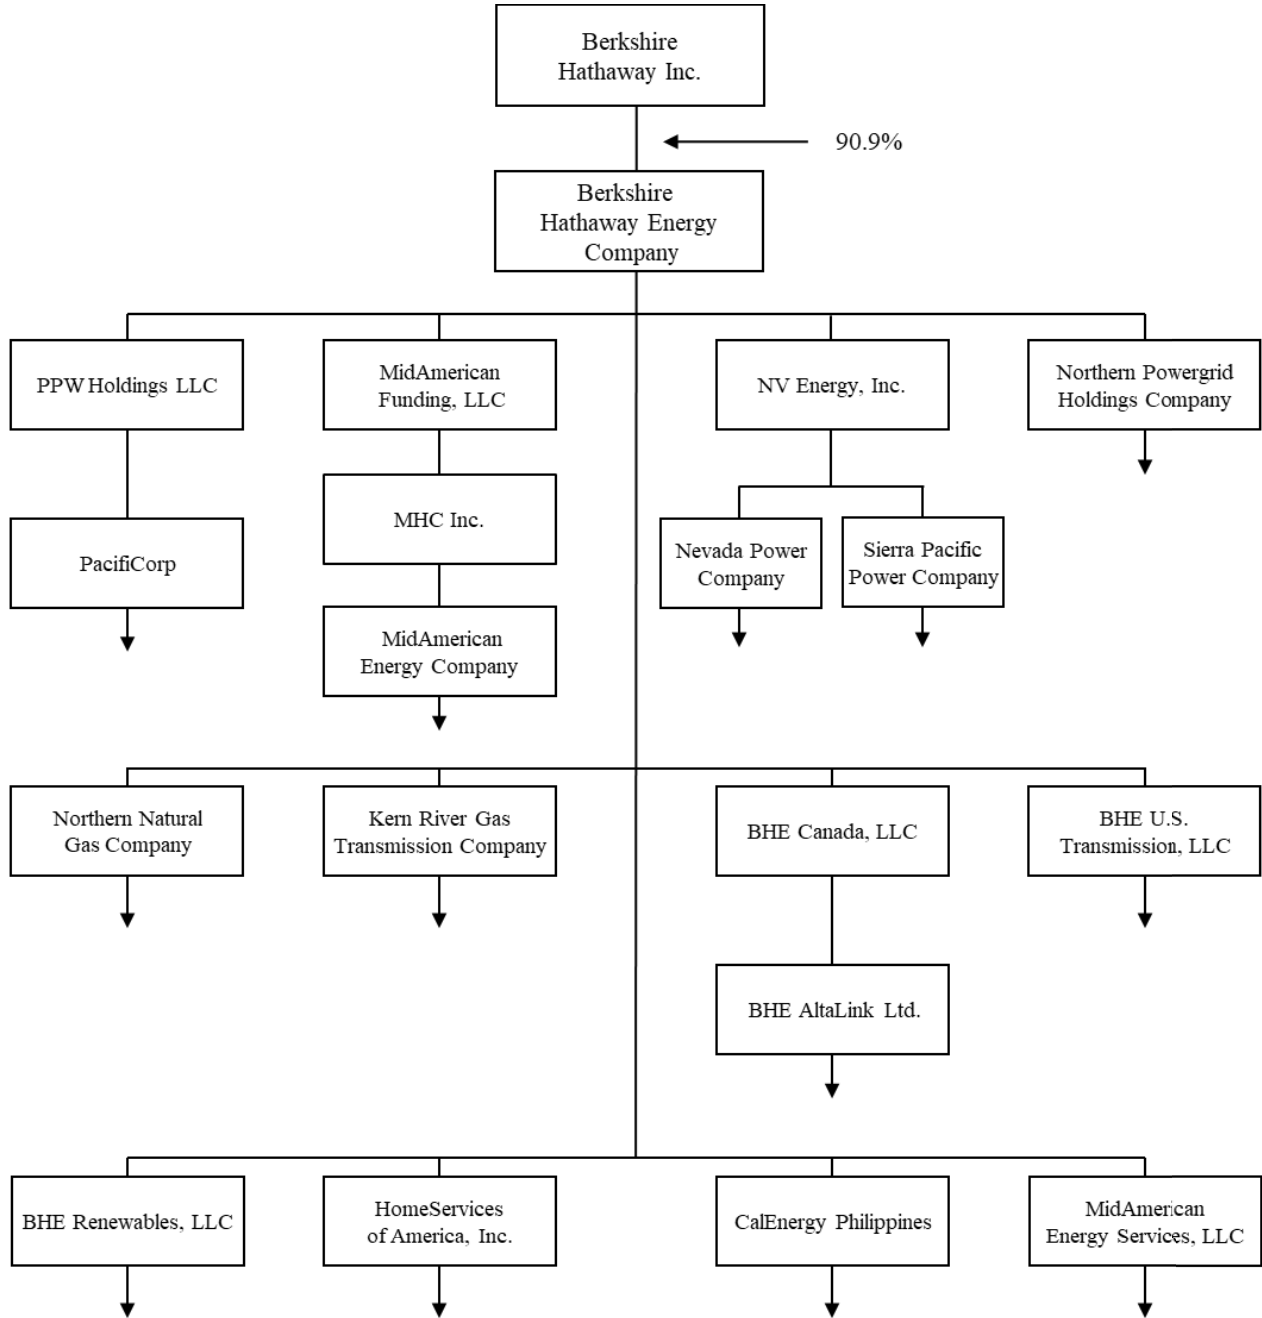 Berkshire
Hathaway Inc.
90.9%
Berkshire
Hathaway Energy
Company
PPW Holdings LLC
MidAmerican
Funding, LLC
NV Energy, Inc.
Northern Powergrid
Holdings Company
MHC Inc.
PacifiCorp
Nevada Power
Company
Sierra Pacific
Power Company
MidAmerican
Energy Company
Northern Natural
Gas Company
Kern River Gas
Transmission Company
BHE Canada, LLC
BHE U.S.
Transmission, LLC
BHE AltaLink Ltd.
BHE Renewables, LLC
HomeServices
of America, Inc.
CalEnergy Philippines
MidAmerican
Energy Services, LLC